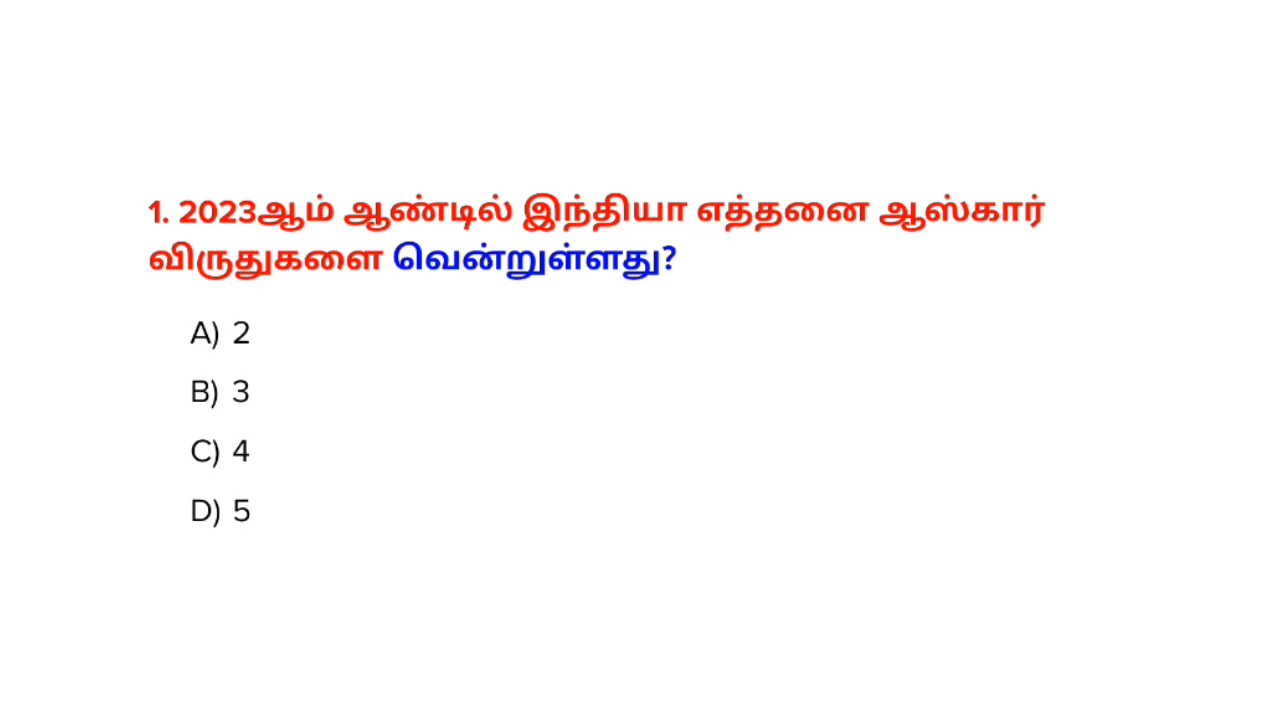 1. 2023ஆம் ஆண்டில் இந்தியா எத்தனை ஆஸ்கார்
விருதுகளை வென்றுள்ளது?
A) 2
B) 3
C) 4
D) 5